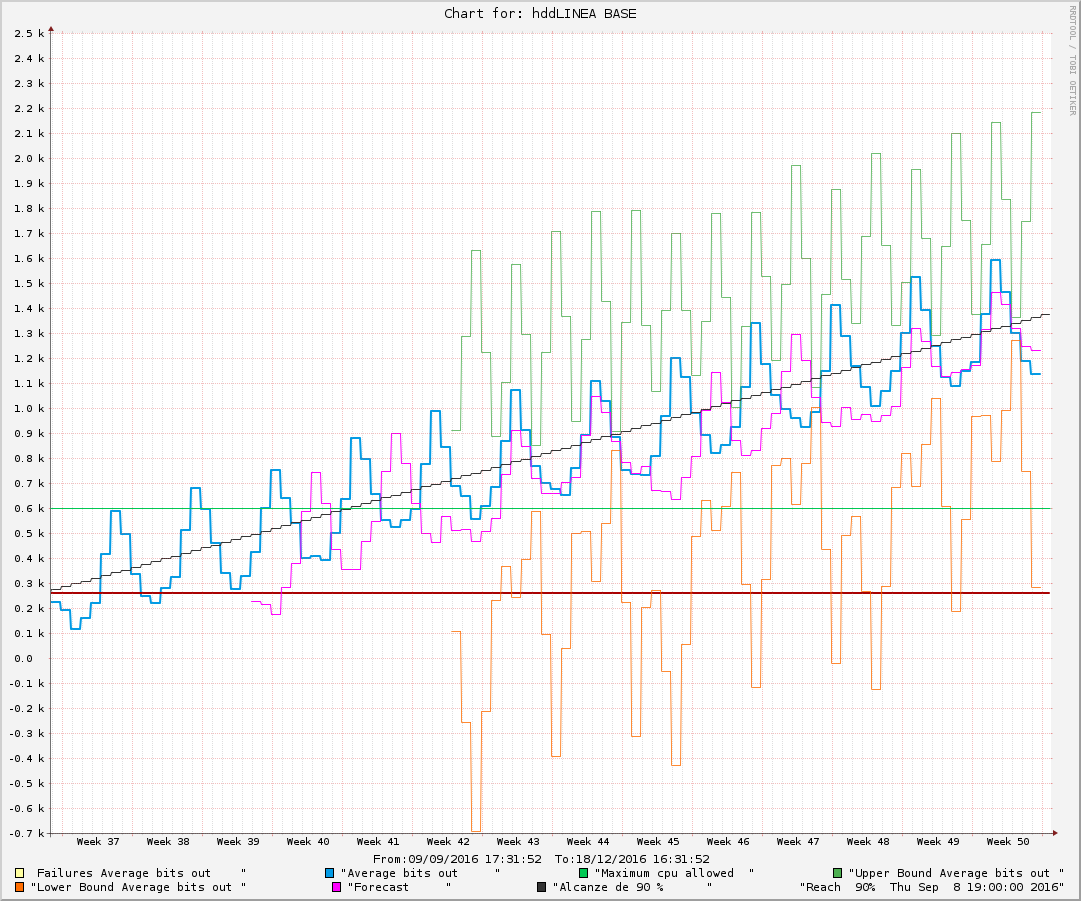 Chart for: hddLINEA BASE
RRDTOOL / TOBI OETIKER
2.5 k
2.4 k
2.3 k
2.2 k
2.1 k
2.0 k
1.9 k
1.8 k
1.7 k
1.6 k
1.5 k
1.4 k
1.3 k
1.2 k
1.1 k
1.0 k
0.9 k
0.8 k
0.7 k
0.6 k
0.5 k
0.4 k
0.3 k
0.2 k
0.1 k
0.0
-0.1 k
-0.2 k
-0.3 k
-0.4 k
-0.5 k
-0.6 k
-0.7 k
Week 37 Week 38 Week 39 Week 40 Week 41 Week 42 Week 43 Week 44 Week 45 Week 46 Week 47 Week 48 Week 49 Week 50
From:09/09/2016 17:31:52 To:18/12/2016 16:31:52
Failures Average bits out " "Average bits out " "Maximum cpu allowed " "Upper Bound Average bits out "
"Lower Bound Average bits out " "Forecast " "Alcanze de 90 % " "Reach 90% Thu Sep 8 19:00:00 2016"